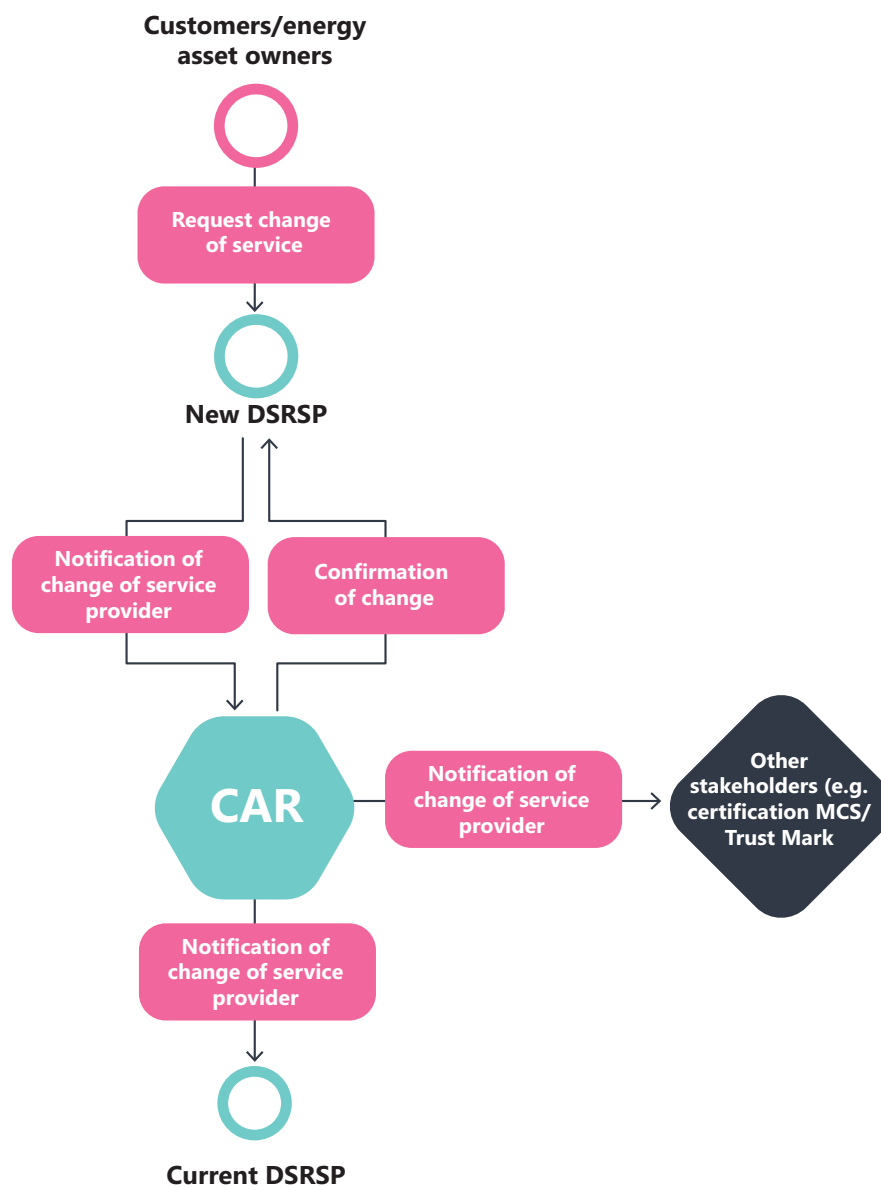 Customers/energy
asset owners
Request change
of service
New DSRSP
Notification of
change of service
provider
Confirmation
of change
CAR
Notification of
change of service
provider
Other
stakeholders (e.g.
certification MCS/
Trust Mark
Notification of
change of service
provider
Current DSRSP